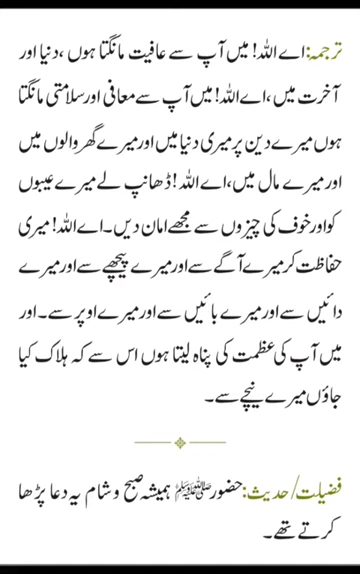 ترجمہ: اے اللہ! میں آپ سے عافیت مانگتا ہوں ،دنیا اور
آخرت میں ،اے اللہ! میں آپ سے معافی اور سلامتی مانگتا
ہوں میرے دین پر میری دنیا میں اور میرے گھر والوں میں
اور میرے مال میں،اے اللہ !ڈھانپ لے میرے عیبوں
کو اور خوف کی چیزوں سے مجھے امان دیں۔اے اللہ! میری
حفاظت کر میرے آگے سے اور میرے پیچھے سے اور میرے
دائیں سے اور میرے بائیں سے اور میرے اوپر سے۔اور
میں آپ کی عظمت کی پناہ لیتا ہوں اس سے کہ ہلاک کیا
جاؤں میرے نیچے سے۔
فضیلت/حدیث: حضور ﷺ ہمیشہ صبح و شام یہ دعا پڑھا
کرتے تھے۔